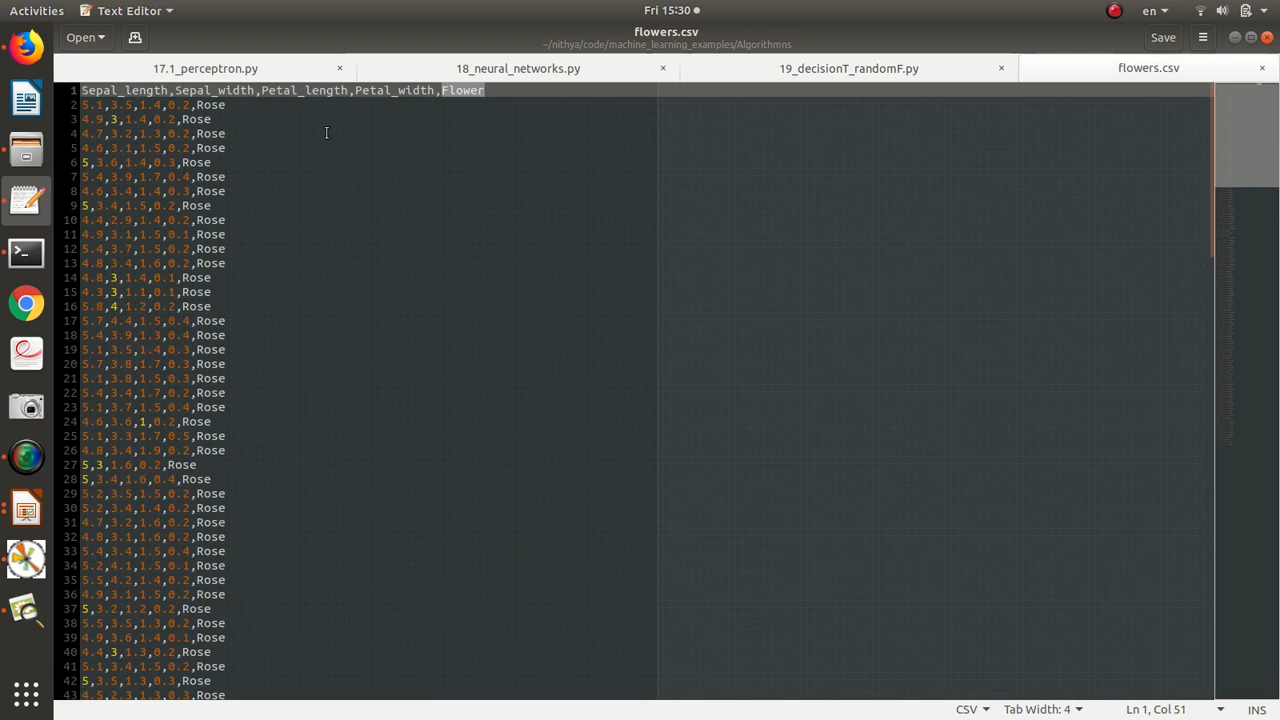 Activities Text Editor Fri 15:30 en
Open flowers.csv Save
~/nithya/code/machine_learning_examples/Algorithmns
17.1_perceptron.py × 18_neural_networks.py × 19_decisionT_randomF.py × flowers.csv ×
1 Sepal_length,Sepal_width,Petal_length,Petal_width,Flower
2 5.1,3.5,1.4,0.2,Rose
3 4.9,3,1.4,0.2,Rose
4 4.7,3.2,1.3,0.2,Rose
5 4.6,3.1,1.5,0.2,Rose
6 5,3.6,1.4,0.3,Rose
7 5.4,3.9,1.7,0.4,Rose
8 4.6,3.4,1.4,0.3,Rose
9 5,3.4,1.5,0.2,Rose
10 4.4,2.9,1.4,0.2,Rose
11 4.9,3.1,1.5,0.1,Rose
12 5.4,3.7,1.5,0.2,Rose
13 4.8,3.4,1.6,0.2,Rose
14 4.8,3,1.4,0.1,Rose
15 4.3,3,1.1,0.1,Rose
16 5.8,4,1.2,0.2,Rose
17 5.7,4.4,1.5,0.4,Rose
18 5.4,3.9,1.3,0.4,Rose
19 5.1,3.5,1.4,0.3,Rose
20 5.7,3.8,1.7,0.3,Rose
21 5.1,3.8,1.5,0.3,Rose
22 5.4,3.4,1.7,0.2,Rose
23 5.1,3.7,1.5,0.4,Rose
24 4.6,3.6,1,0.2,Rose
25 5.1,3.3,1.7,0.5,Rose
26 4.8,3.4,1.9,0.2,Rose
27 5,3,1.6,0.2,Rose
28 5,3.4,1.6,0.4,Rose
29 5.2,3.5,1.5,0.2,Rose
30 5.2,3.4,1.4,0.2,Rose
31 4.7,3.2,1.6,0.2,Rose
32 4.8,3.1,1.6,0.2,Rose
33 5.4,3.4,1.5,0.4,Rose
34 5.2,4.1,1.5,0.1,Rose
35 5.5,4.2,1.4,0.2,Rose
36 4.9,3.1,1.5,0.2,Rose
37 5,3.2,1.2,0.2,Rose
38 5.5,3.5,1.3,0.2,Rose
39 4.9,3.6,1.4,0.1,Rose
40 4.4,3,1.3,0.2,Rose
41 5.1,3.4,1.5,0.2,Rose
42 5,3.5,1.3,0.3,Rose
43 4.5,2.3,1.3,0.3,Rose
CSV Tab Width: 4 Ln 1, Col 51 INS